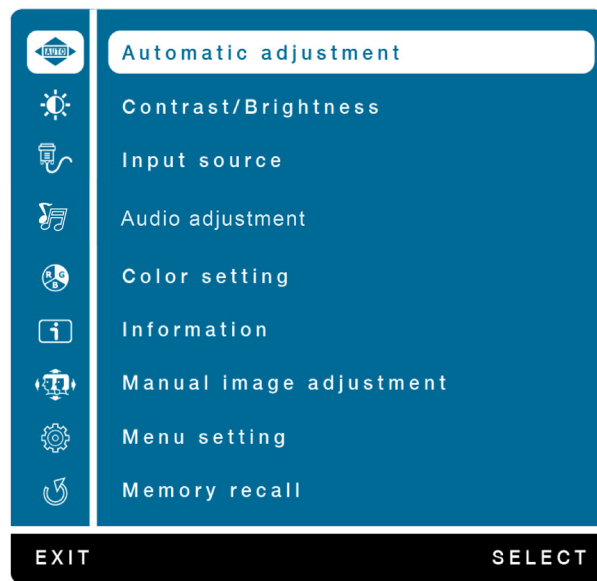 AUTO Automatic adjustment
Contrast/Brightness
Input source
Audio adjustment
R G B Color setting
i Information
Manual image adjustment
Menu setting
Memory recall
EXIT SELECT